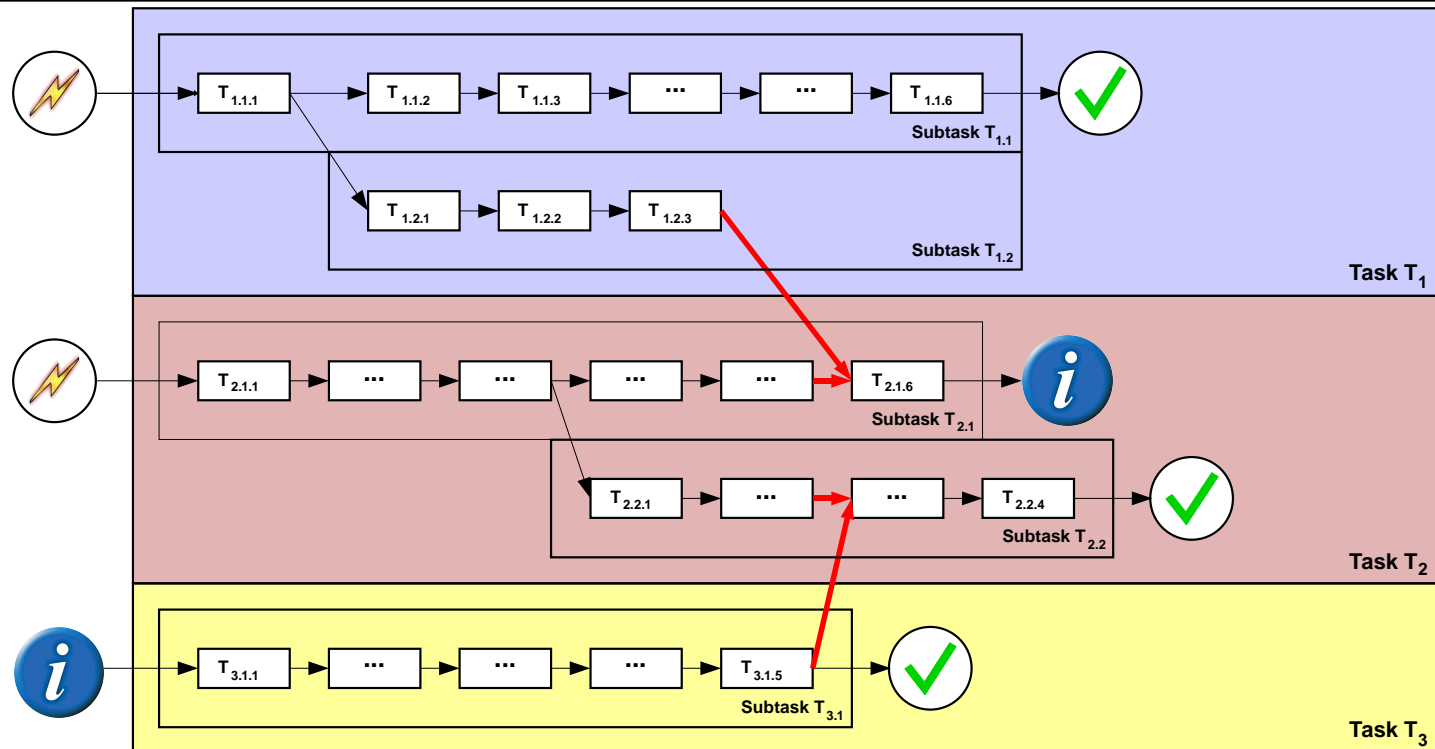 T1.1.1 T1.1.2 T1.1.3 ... ... T1.1.6
Subtask T1.1
T1.2.1 T1.2.2 T1.2.3
Subtask T1.2
Task T1
T2.1.1 ... ... ... ... T2.1.6
i
Subtask T2.1
T2.2.1 ... ... T2.2.4
Subtask T2.2
Task T2
i
T3.1.1 ... ... ... T3.1.5
Subtask T3.1
Task T3